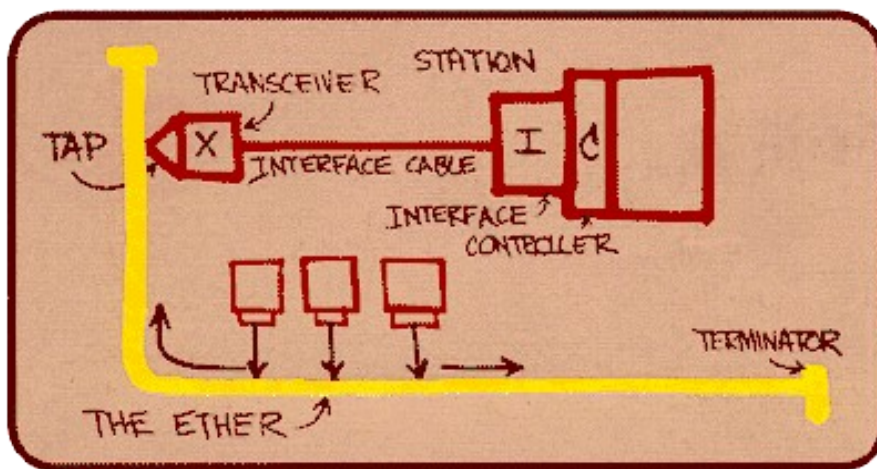 STATION
TRANSCEIVER
TAP
X
I
C
INTERFACE CABLE
INTERFACE
CONTROLLER
TERMINATOR
THE ETHER